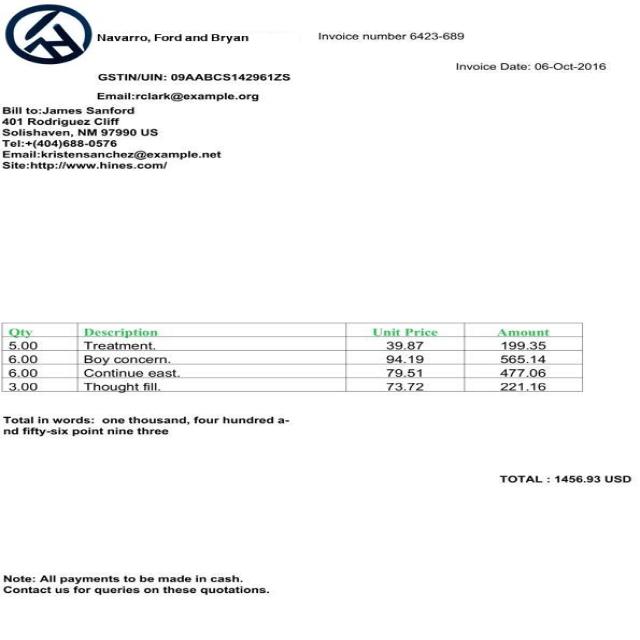 Navarro, Ford and Bryan
Invoice number 6423-689
Invoice Date: 06-Oct-2016
GSTIN/UIN: 09AABCS142961ZS
Email:rclark@example.org
Bill to:James Sanford
401 Rodriguez Cliff
Solishaven, NM 97990 US
Tel:+(404)688-0576
Email:kristensanchez@example.net
Site:http://www.hines.com/
Qty Description Unit Price Amount
5.00 Treatment. 39.87 199.35
6.00 Boy concern. 94.19 565.14
6.00 Continue east. 79.51 477.06
3.00 Thought fill. 73.72 221.16
Total in words: one thousand, four hundred a-
nd fifty-six point nine three
TOTAL : 1456.93 USD
Note: All payments to be made in cash.
Contact us for queries on these quotations.